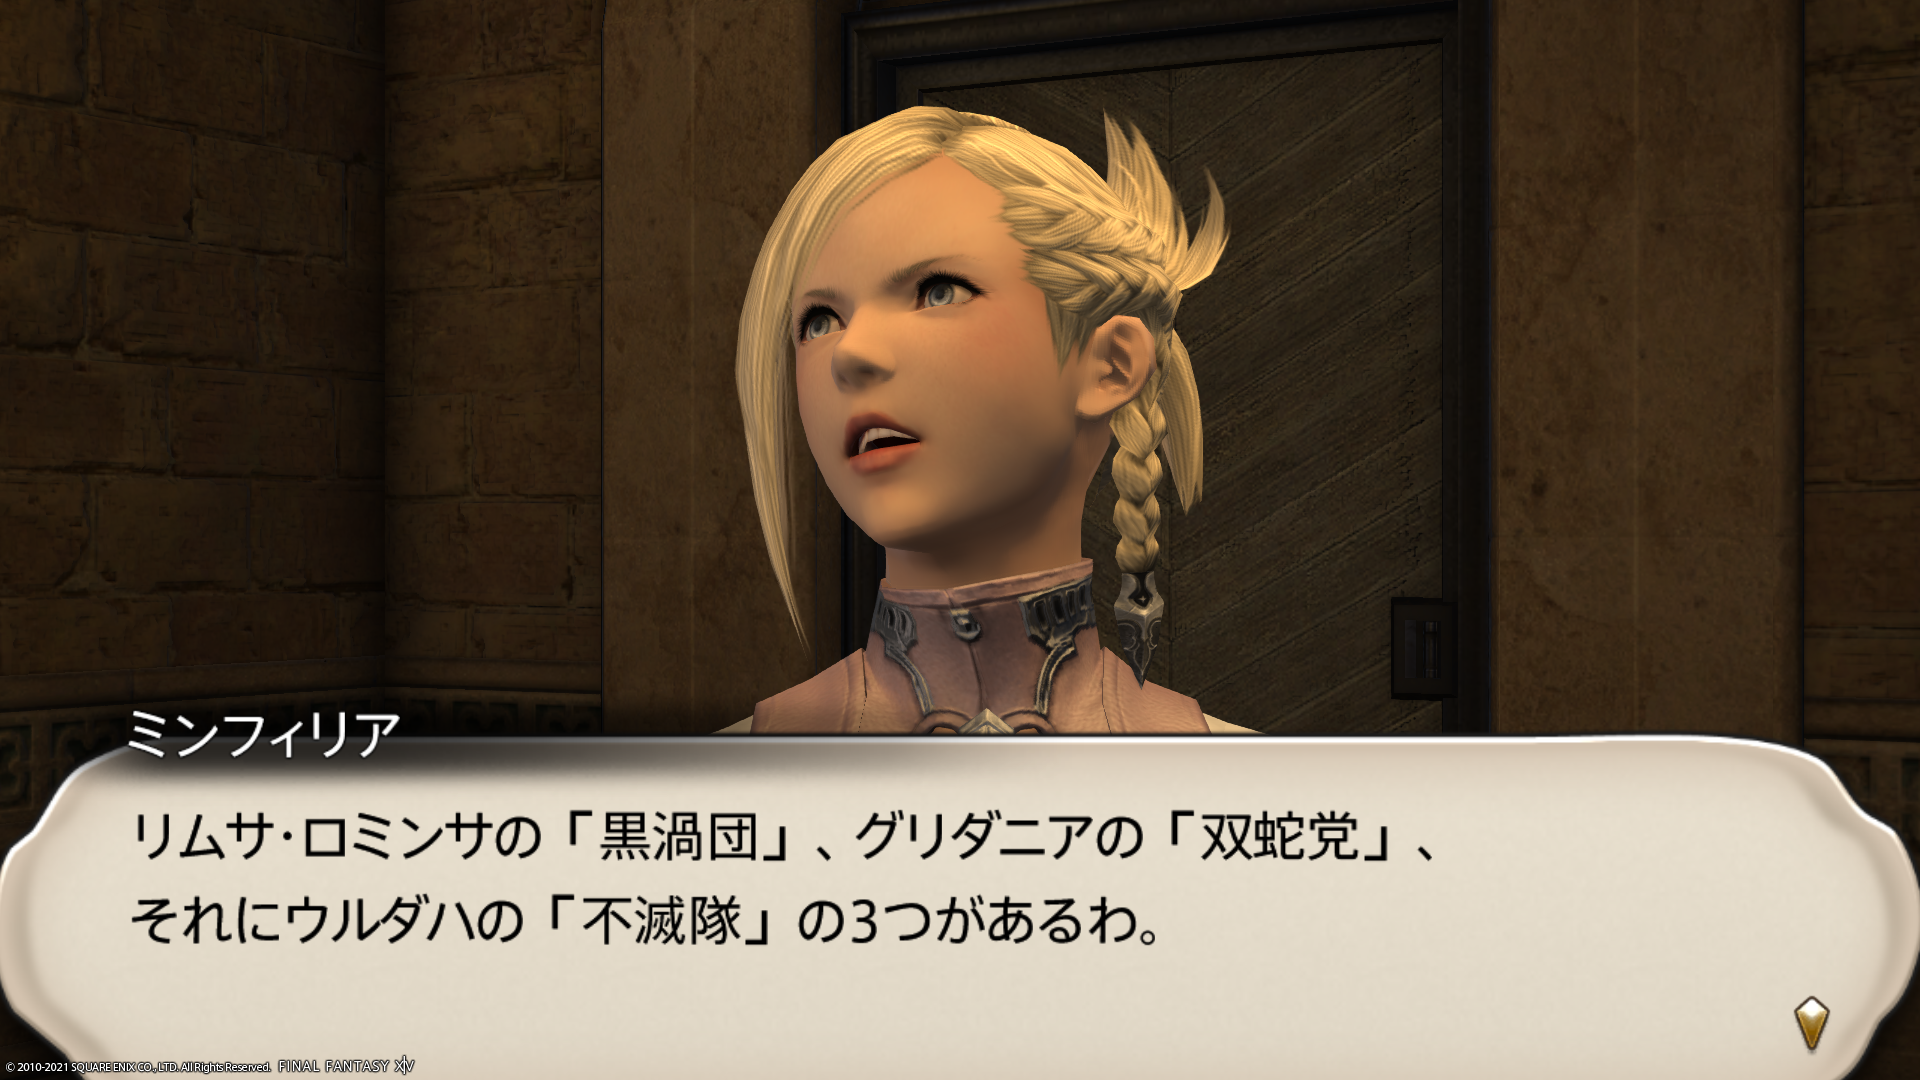 ミンフィリア
リムサ・ロミンサの「黒渦団」、グリダニアの「双蛇党」、
それにウルダハの「不滅隊」の3つがあるわ。
© 2010-2021 SQUARE ENIX CO., LTD. All Rights Reserved. FINAL FANTASY XIV